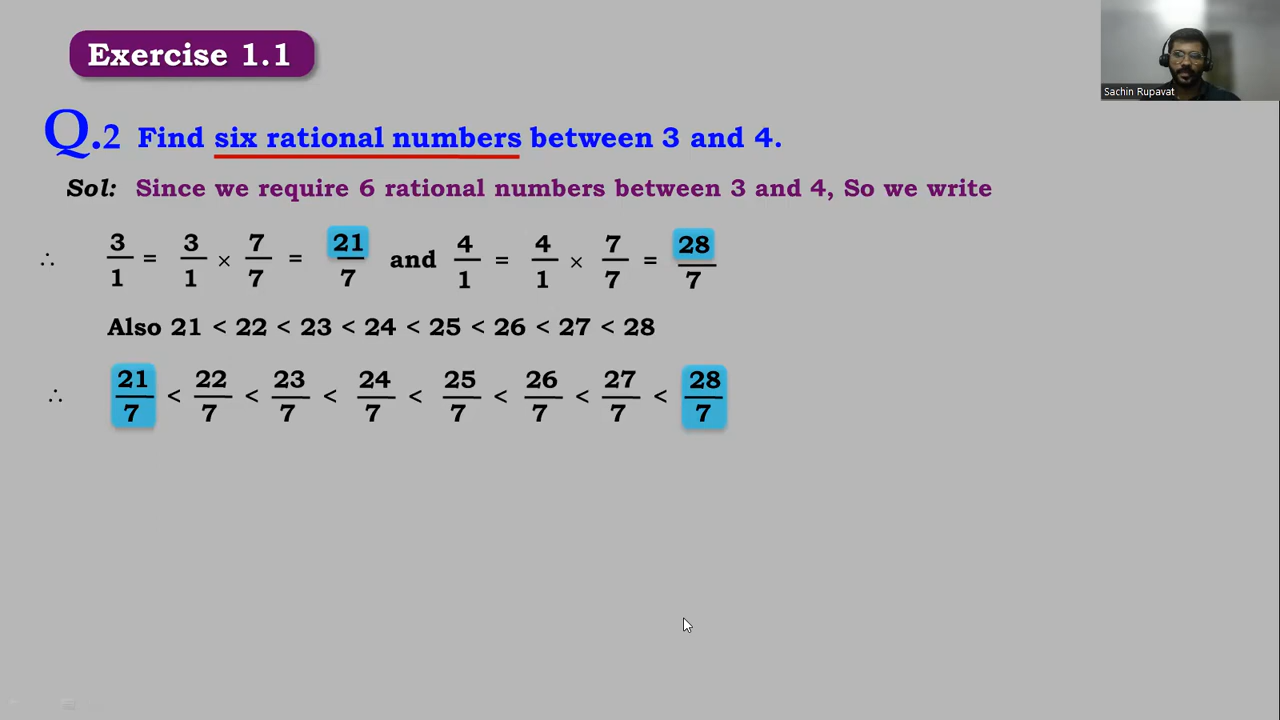 Exercise 1.1
Sachin Rupavat
Q.2 Find six rational numbers between 3 and 4.
Sol: Since we require 6 rational numbers between 3 and 4, So we write
∴ 3/1 = 3/1 × 7/7 = 21/7 and 4/1 = 4/1 × 7/7 = 28/7
Also 21 < 22 < 23 < 24 < 25 < 26 < 27 < 28
∴ 21/7 < 22/7 < 23/7 < 24/7 < 25/7 < 26/7 < 27/7 < 28/7